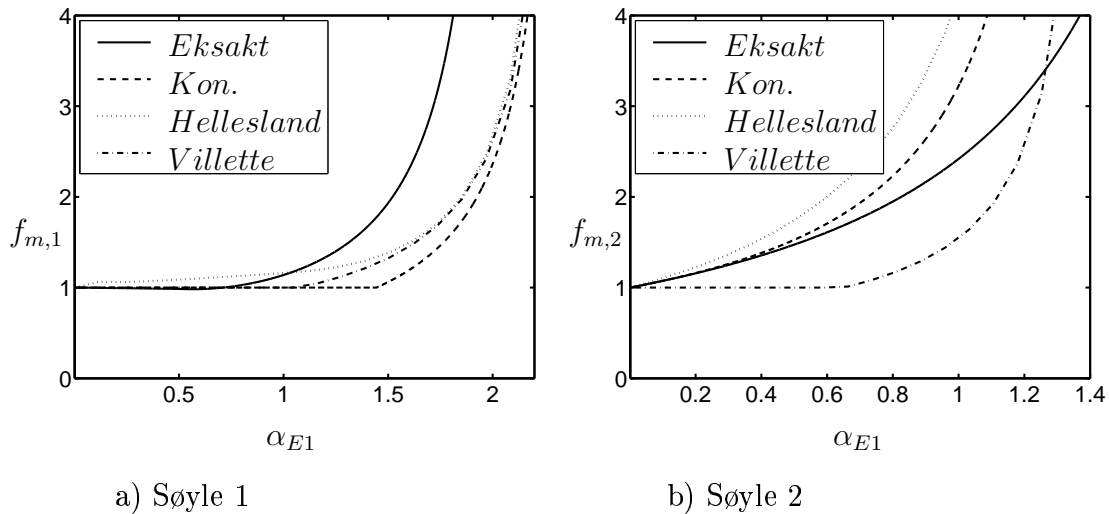 4
3
2
1
0
f_{m,1}
Eksakt
Kon.
Hellesland
Villette
0.5
1
1.5
2
α_{E1}
a) Søyle 1
4
3
2
1
0
f_{m,2}
Eksakt
Kon.
Hellesland
Villette
0.2
0.4
0.6
0.8
1
1.2
1.4
α_{E1}
b) Søyle 2